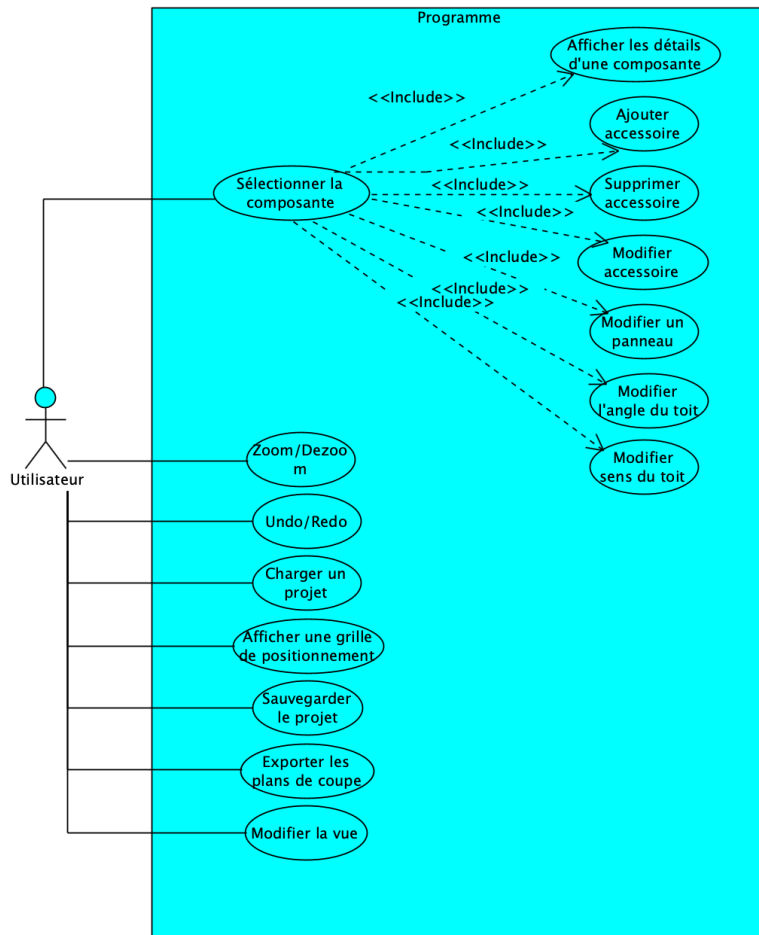 Programme
Afficher les détails
d'une composante
<<Include>>
Ajouter
accessoire
<<Include>>
Sélectionner la
composante
<<Include>>
Supprimer
accessoire
<<Include>>
Modifier
accessoire
<<Include>>
<<Include>>
<<Include>>
Modifier un
panneau
Modifier
l'angle du toit
Modifier
sens du toit
Utilisateur
Zoom/Dezoo
m
Undo/Redo
Charger un
projet
Afficher une grille
de positionnement
Sauvegarder
le projet
Exporter les
plans de coupe
Modifier la vue